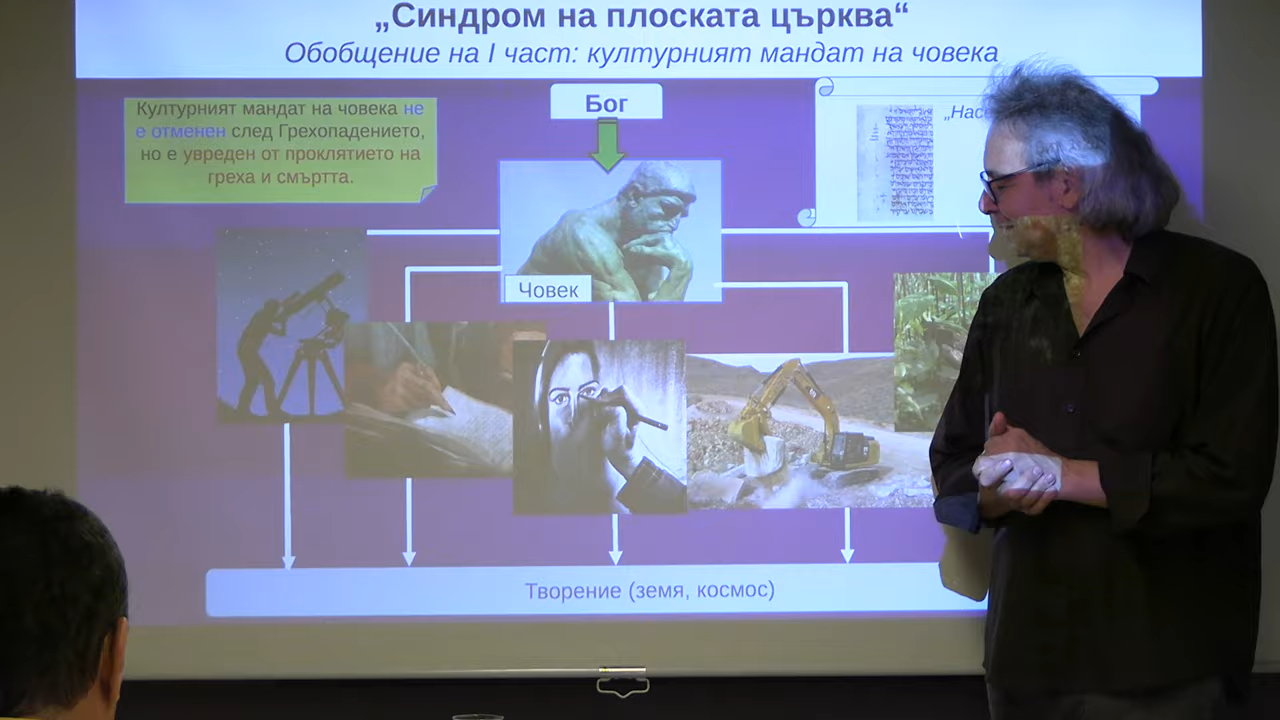 „Синдром на плоската църква“
Обобщение на I част: културният мандат на човека
Културният мандат на човека не
е отменен след Грехопадението,
но е увреден от проклятието на
греха и смъртта.
Бог
Човек
Творение (земя, космос)